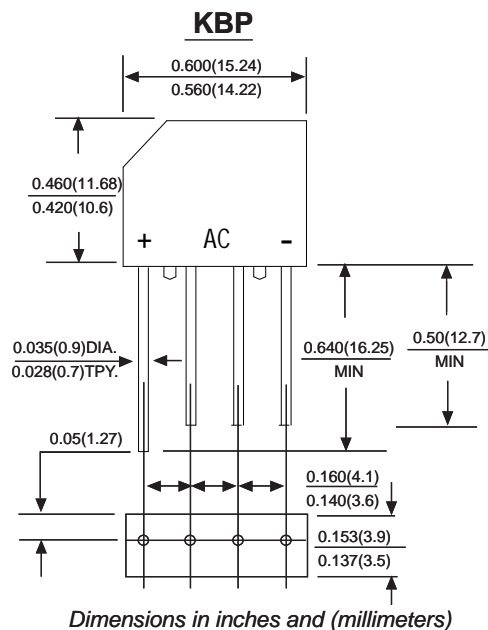 KBP
0.600(15.24)
0.560(14.22)
0.460(11.68)
0.420(10.6)
+ AC -
0.035(0.9)DIA.
0.028(0.7)TPY.
0.640(16.25)
MIN
0.50(12.7)
MIN
0.05(1.27)
0.160(4.1)
0.140(3.6)
0.153(3.9)
0.137(3.5)
Dimensions in inches and (millimeters)